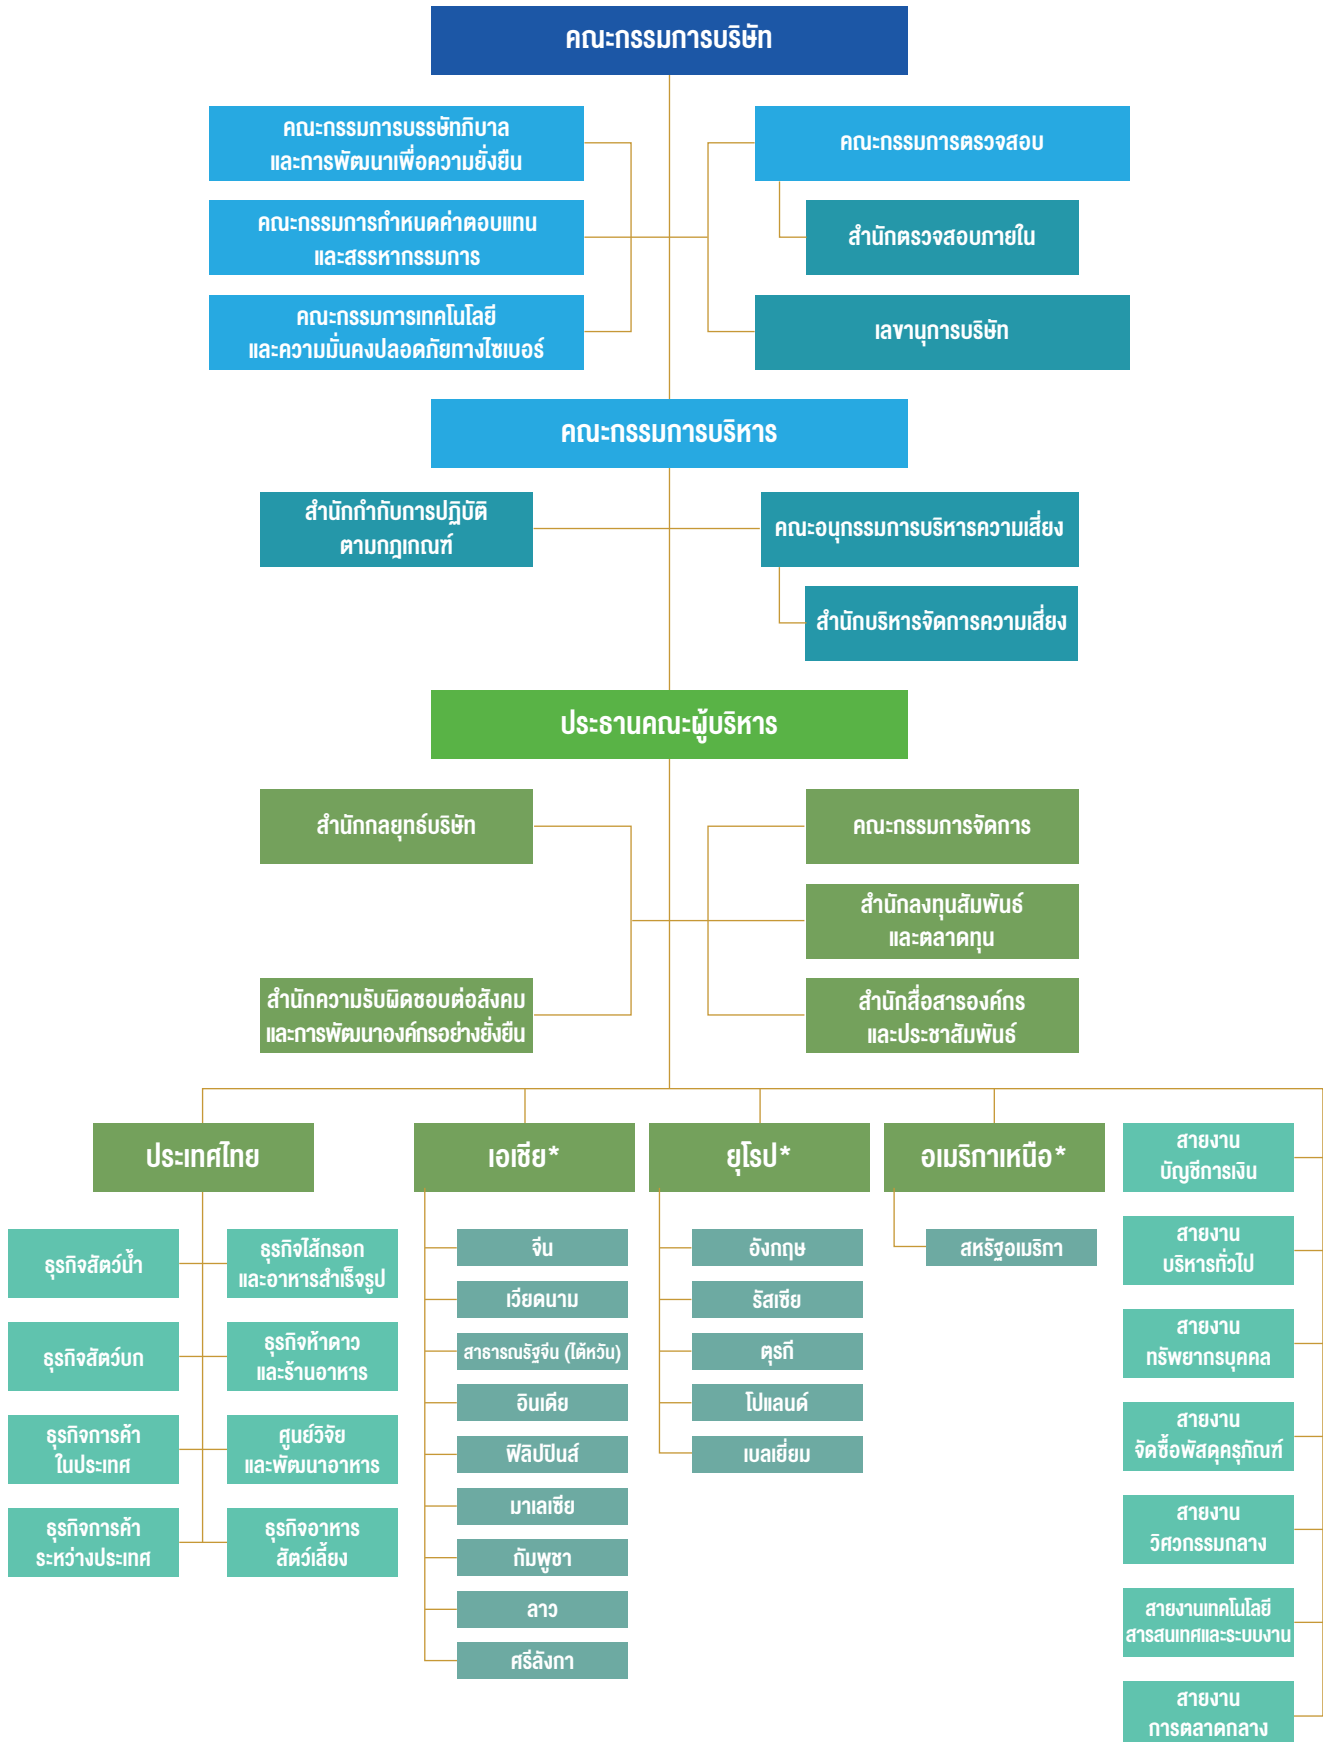 คณะกรรมการบริษัท
คณะกรรมการบรรษัทภิบาล
และการพัฒนาเพื่อความยั่งยืน
คณะกรรมการตรวจสอบ
คณะกรรมการกำหนดค่าตอบแทน
และสรรหากรรมการ
สำนักตรวจสอบภายใน
คณะกรรมการเทคโนโลยี
และความมั่นคงปลอดภัยทางไซเบอร์
เลขานุการบริษัท
คณะกรรมการบริหาร
สำนักกำกับการปฏิบัติ
ตามกฎเกณฑ์
คณะอนุกรรมการบริหารความเสี่ยง
สำนักบริหารจัดการความเสี่ยง
ประธานคณะผู้บริหาร
สำนักกลยุทธ์บริษัท
คณะกรรมการจัดการ
สำนักลงทุนสัมพันธ์
และตลาดทุน
สำนักความรับผิดชอบต่อสังคม
และการพัฒนาองค์กรอย่างยั่งยืน
สำนักสื่อสารองค์กร
และประชาสัมพันธ์
ประเทศไทย
ธุรกิจสัตว์น้ำ
ธุรกิจไส้กรอก
และอาหารสำเร็จรูป
ธุรกิจสัตว์บก
ธุรกิจห้าดาว
และร้านอาหาร
ธุรกิจการค้า
ในประเทศ
ศูนย์วิจัย
และพัฒนาอาหาร
ธุรกิจการค้า
ระหว่างประเทศ
ธุรกิจอาหาร
สัตว์เลี้ยง
เอเชีย*
จีน
เวียดนาม
สาธารณรัฐจีน (ไต้หวัน)
อินเดีย
ฟิลิปปินส์
มาเลเซีย
กัมพูชา
ลาว
ศรีลังกา
ยุโรป*
อังกฤษ
รัสเซีย
ตุรกี
โปแลนด์
เบลเยี่ยม
อเมริกาเหนือ*
สหรัฐอเมริกา
สายงาน
บัญชีการเงิน
สายงาน
บริหารทั่วไป
สายงาน
ทรัพยากรบุคคล
สายงาน
จัดซื้อพัสดุครุภัณฑ์
สายงาน
วิศวกรรมกลาง
สายงานเทคโนโลยี
สารสนเทศและระบบงาน
สายงาน
การตลาดกลาง